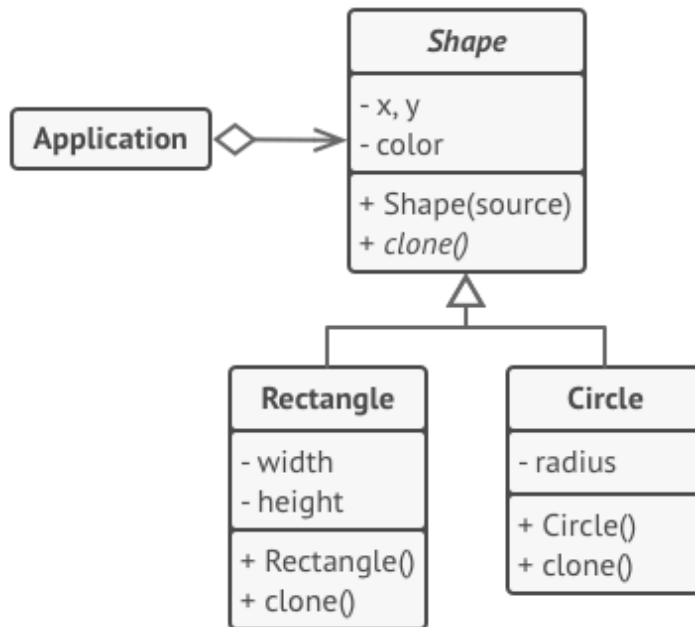 Shape
- x, y
- color
+ Shape(source)
+ clone()
Application
Rectangle
- width
- height
+ Rectangle()
+ clone()
Circle
- radius
+ Circle()
+ clone()